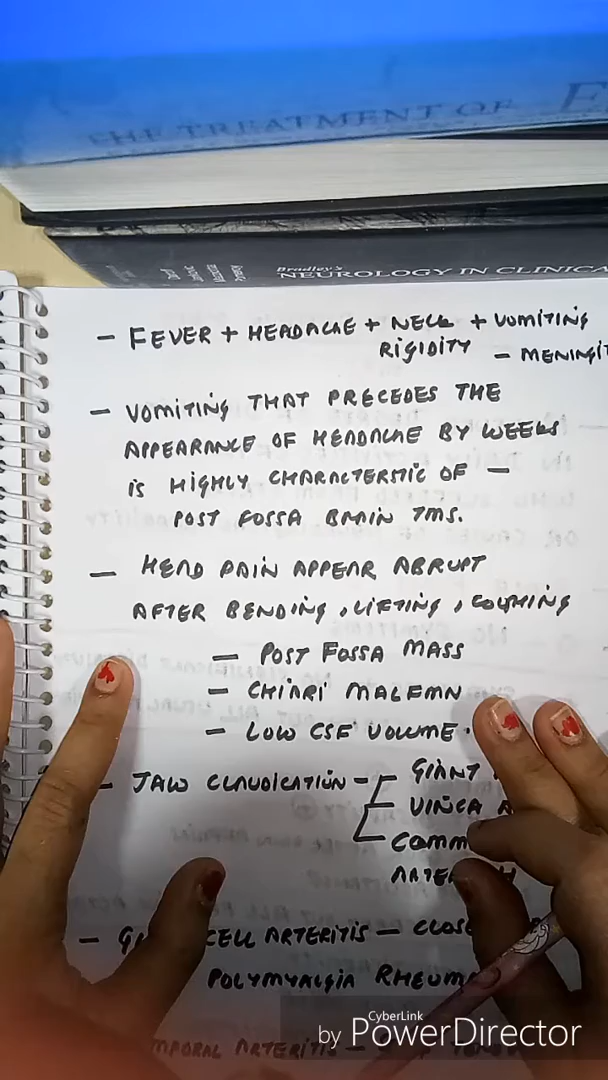 THE TREATMENT OF E
Bradley's
NEUROLOGY IN CLINICA
- FEVER + HEADACHE + NECK + VOMITING
RIGIDITY - MENINGIT
- VOMITING THAT PRECEDES THE
APPEARANCE OF HEADACHE BY WEEKS
IS HIGHLY CHARACTERSTIC OF -
POST FOSSA BRAIN TMS.
- HEAD PAIN APPEAR ABRUPT
AFTER BENDING, LIFTING, COUGHING
- POST FOSSA MASS
- CHIARI MALFMN
- LOW CSF VOLUME.
- JAW CLAUDICATION - GIANT
VINCA A
COMM
ARTE
- G CELL ARTERITIS - CLOSE
POLYMYALGIA RHEUM
MPORAL ARTERITIS -
CyberLink
by PowerDirector